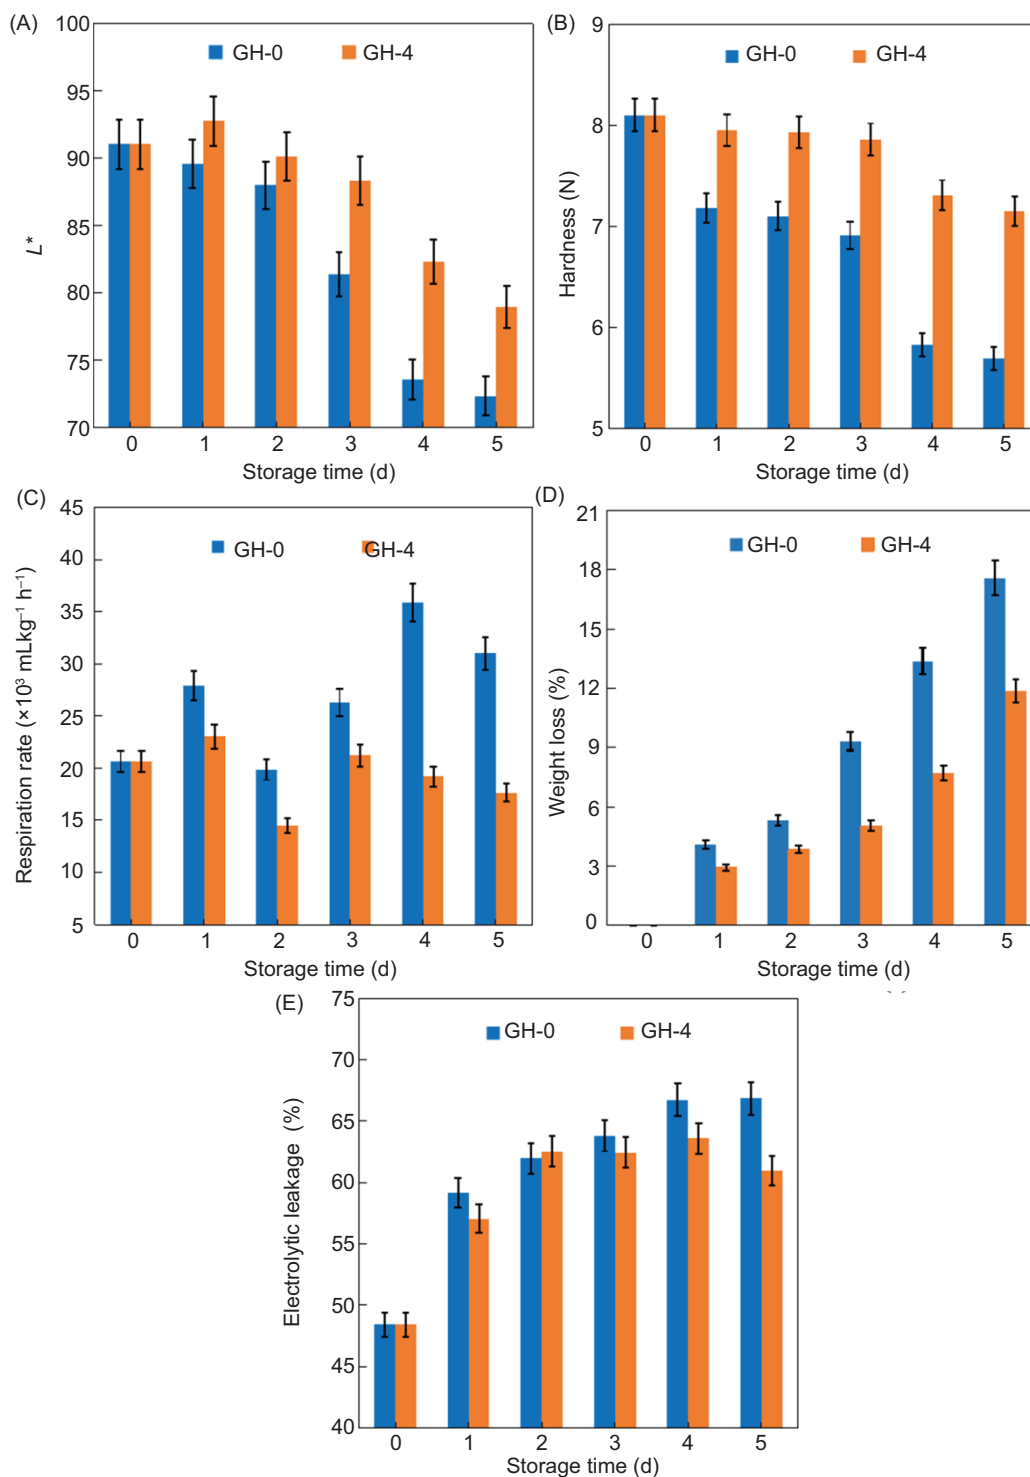 (A)
100
95
90
85
80
75
70
L*
GH-0
GH-4
0 1 2 3 4 5
Storage time (d)
(B)
9
8
7
6
5
Hardness (N)
GH-0
GH-4
0 1 2 3 4 5
Storage time (d)
(C)
45
40
35
30
25
20
15
10
5
Respiration rate (×10³ mLkg⁻¹ h⁻¹)
GH-0
GH-4
0 1 2 3 4 5
Storage time (d)
(D)
21
18
15
12
9
6
3
0
Weight loss (%)
GH-0
GH-4
0 1 2 3 4 5
Storage time (d)
(E)
75
70
65
60
55
50
45
40
Electrolytic leakage (%)
GH-0
GH-4
0 1 2 3 4 5
Storage time (d)